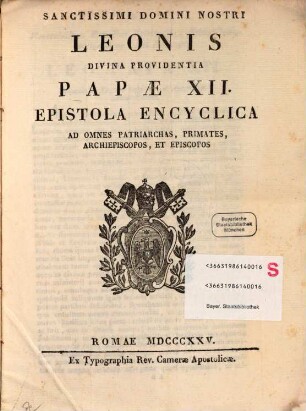 SANCTISSIMI DOMINI NOSTRI
LEONIS
DIVINA PROVIDENTIA
PAPÆ XII.
EPISTOLA ENCYCLICA
AD OMNES PATRIARCHAS, PRIMATES,
ARCHIEPISCOPOS, ET EPISCOPOS
Bayerische
Staatsbibliothek
München
<36631986140016 S
<36631986140016
Bayer. Staatsbibliothek
ROMAE MDCCCXXV.
Ex Typographia Rev. Cameræ Apostolicæ.